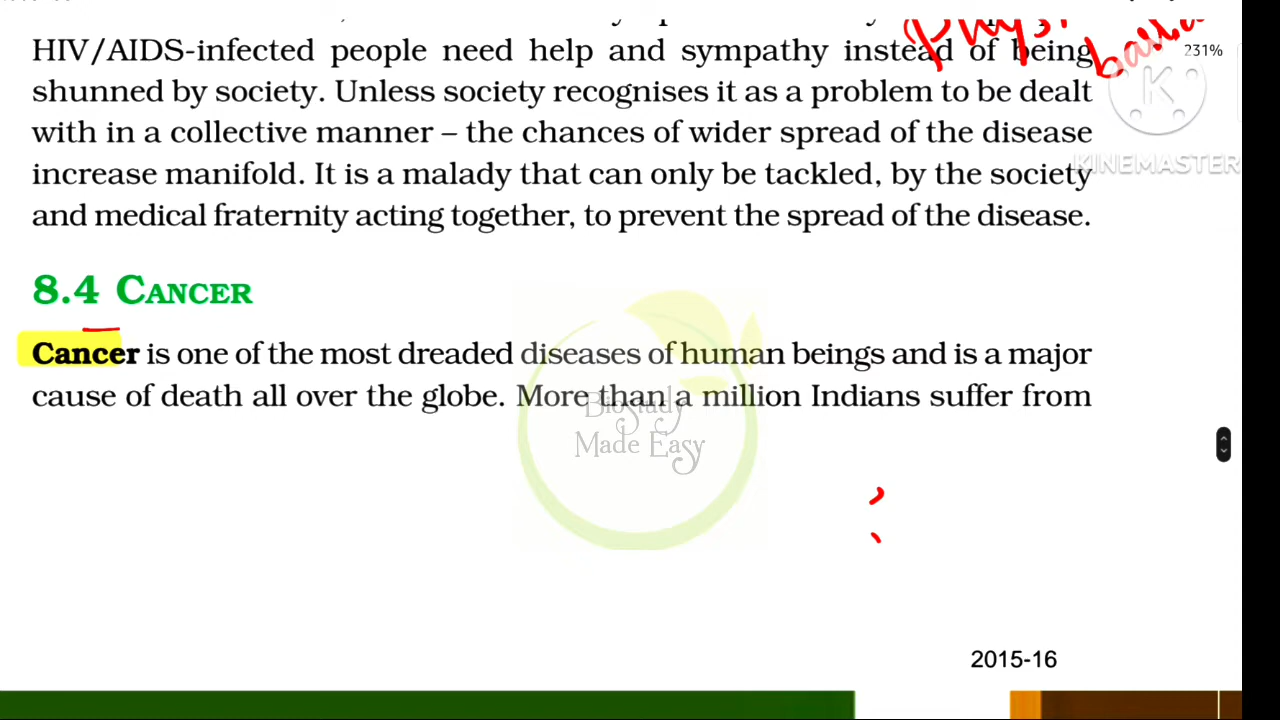 Phys
231%
HIV/AIDS-infected people need help and sympathy instead of being
shunned by society. Unless society recognises it as a problem to be dealt
with in a collective manner – the chances of wider spread of the disease
increase manifold. It is a malady that can only be tackled, by the society
and medical fraternity acting together, to prevent the spread of the disease.
K
KINEMASTER
8.4 CANCER
Cancer is one of the most dreaded diseases of human beings and is a major
cause of death all over the globe. More than a million Indians suffer from
Biostudy
Made Easy
2015-16